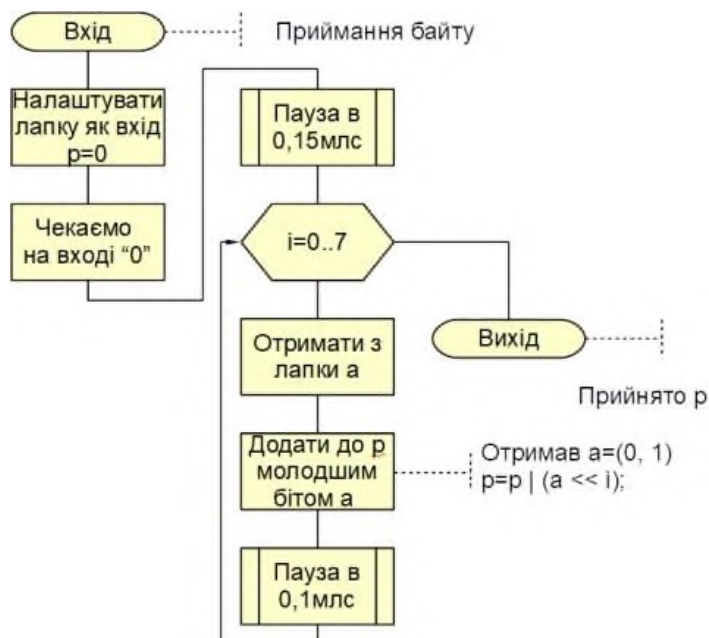 Вхід
Приймання байту
Налаштувати
лапку як вхід
p=0
Чекаємо
на вході “0”
Пауза в
0,15млс
i=0..7
Отримати з
лапки а
Вихід
Прийнято р
Додати до р
молодшим
бітом а
Отримав а=(0, 1)
p=p | (a << i);
Пауза в
0,1млс